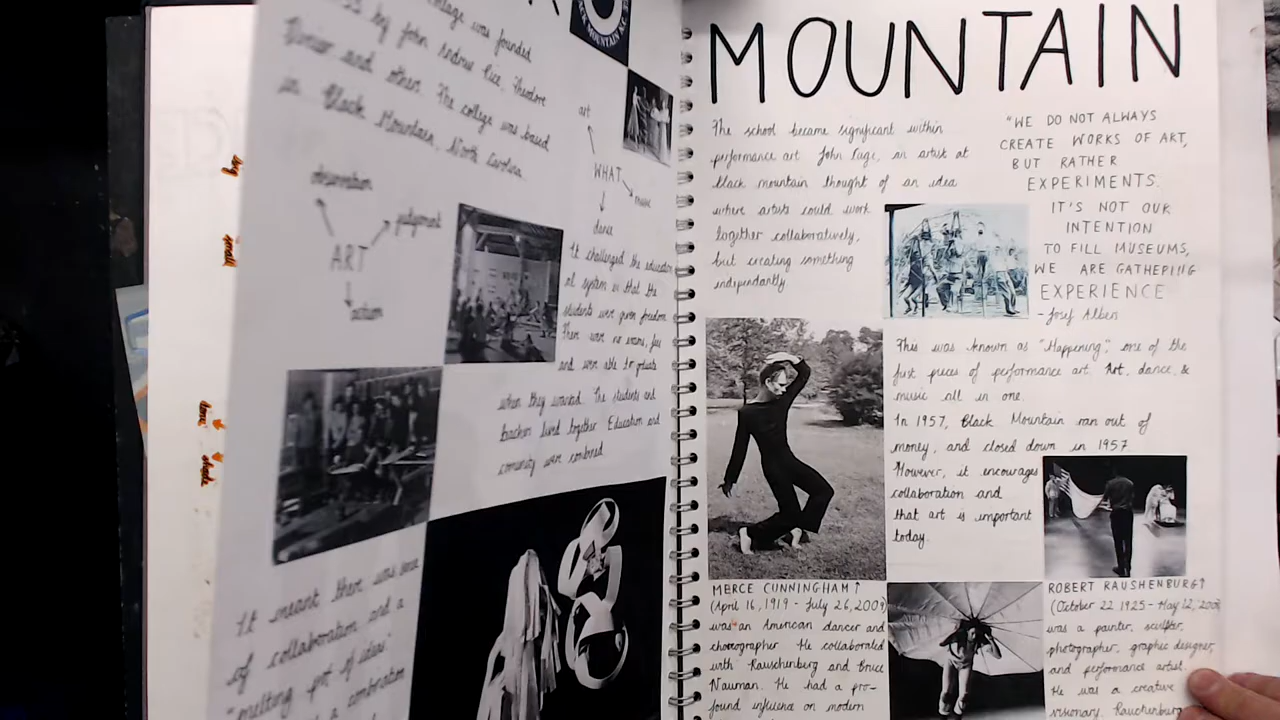 college was founded
by John Andrew Rice, Theodore
Dreier and others. The college was based
in Black Mountain, North Carolina
observation
judgment
ART
action
art
WHAT
music
dance
It challenged the education
al system in that the
students were given freedom.
There were no exams, fees
and were able to graduate
when they wanted. The students and
teachers lived together. Education and
comunity were combined
It meant there was once
of collaboration and a
"melting pot of ideas"
a combination
MOUNTAIN
The school became significant within
performance art. John Cage, an artist at
black mountain thought of an idea
where artists could work
together collaboratively,
but creating something
independantly
"WE DO NOT ALWAYS
CREATE WORKS OF ART,
BUT RATHER
EXPERIMENTS.
IT'S NOT OUR
INTENTION
TO FILL MUSEUMS,
WE ARE GATHERING
EXPERIENCE
- Josef Albers
This was known as "Happening", one of the
first pieces of performance art. Art, dance, &
music all in one.
In 1957, Black Mountain ran out of
money, and closed down in 1957
However, it encourages
collaboration and
that art is important
today.
MERCE CUNNINGHAM↑
(April 16, 1919 - July 26, 2009)
was an American dancer and
choreographer. He collaborated
with Rauschenberg and Bruce
Nauman. He had a pro-
found influence on modern
ROBERT RAUSHENBURG↑
(October 22 1925 - May 12, 2008)
was a painter, sculptor,
photographer, graphic designer,
and performance artist.
He was a creative
visionary. Rauchenburg